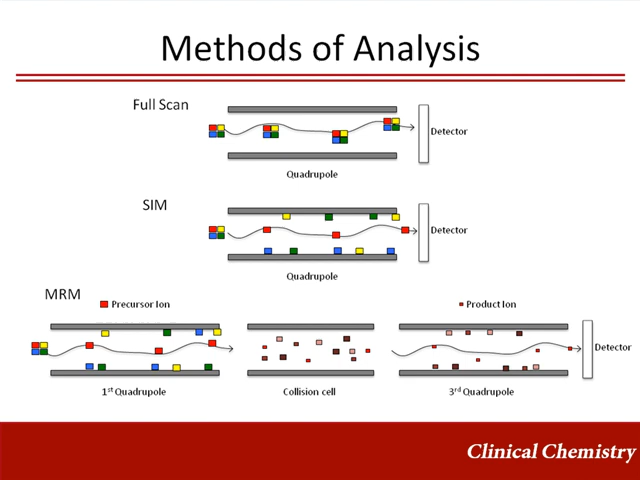 Methods of Analysis
Full Scan
Detector
Quadrupole
SIM
Detector
Quadrupole
MRM
Precursor Ion
Product Ion
Detector
1st Quadrupole
Collision cell
3rd Quadrupole
Clinical Chemistry